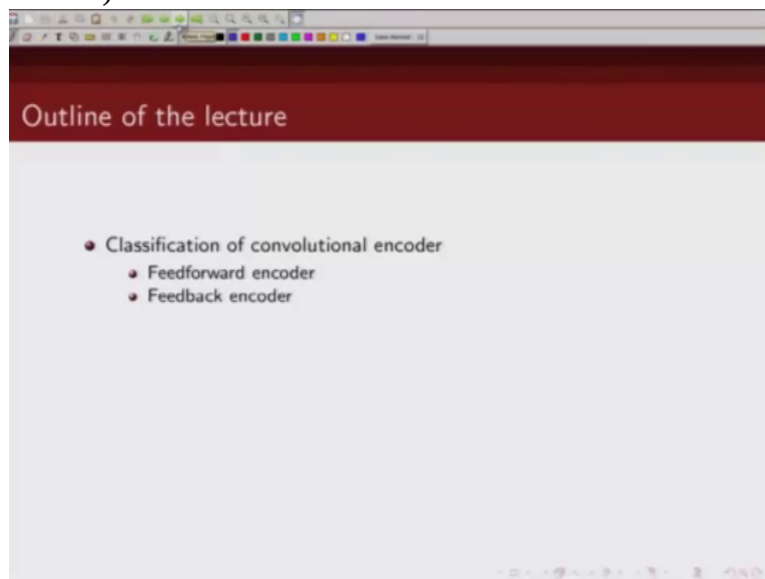 Outline of the lecture
Classification of convolutional encoder
Feedforward encoder
Feedback encoder